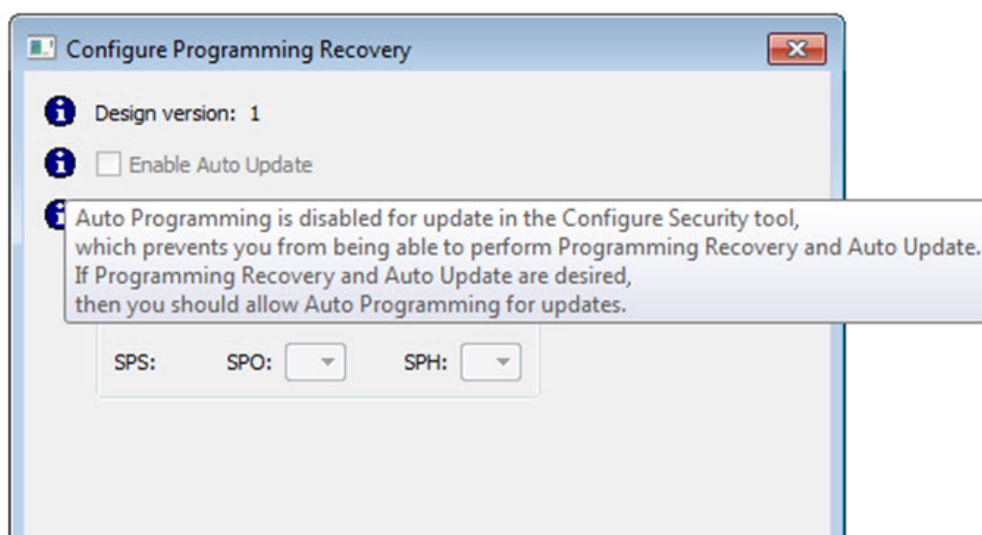 Configure Programming Recovery
Design version: 1
Enable Auto Update
Auto Programming is disabled for update in the Configure Security tool,
which prevents you from being able to perform Programming Recovery and Auto Update.
If Programming Recovery and Auto Update are desired,
then you should allow Auto Programming for updates.
SPS: SPO: SPH: